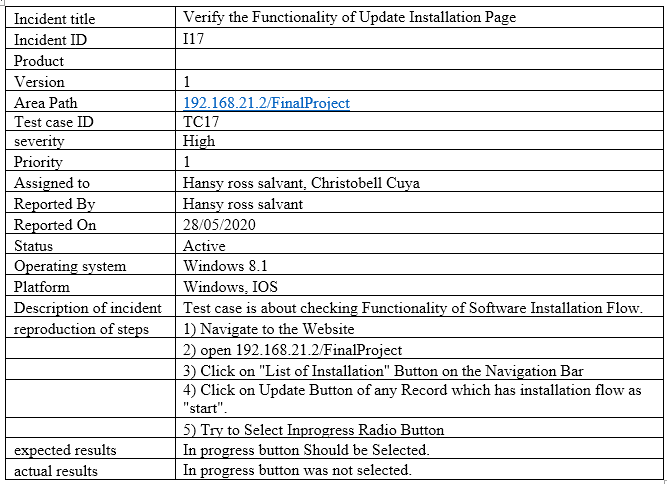 Incident title Verify the Functionality of Update Installation Page
Incident ID I17
Product
Version 1
Area Path 192.168.21.2/FinalProject
Test case ID TC17
severity High
Priority 1
Assigned to Hansy ross salvant, Christobell Cuya
Reported By Hansy ross salvant
Reported On 28/05/2020
Status Active
Operating system Windows 8.1
Platform Windows, IOS
Description of incident Test case is about checking Functionality of Software Installation Flow.
reproduction of steps 1) Navigate to the Website
2) open 192.168.21.2/FinalProject
3) Click on "List of Installation" Button on the Navigation Bar
4) Click on Update Button of any Record which has installation flow as
"start".
5) Try to Select Inprogress Radio Button
expected results In progress button Should be Selected.
actual results In progress button was not selected.